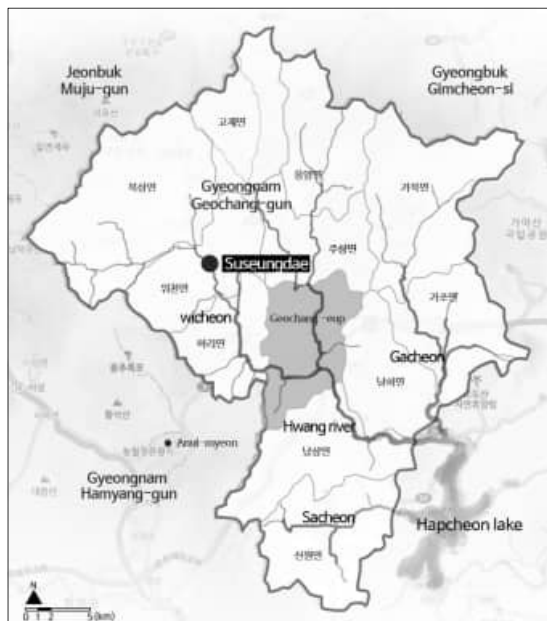 Jeonbuk
Muju-gun
Gyeongbuk
Gimcheon-si
고제면
북상면
웅양면
가북면
Gyeongnam
Geochang-gun
주상면
Suseungdae
위천면
wicheon
Geochang-eup
가조면
마리면
Gacheon
남하면
Hwang river
Anui-myeon
남상면
Gyeongnam
Hamyang-gun
Sacheon
Hapcheon lake
신원면
N
0 1 2 5(km)